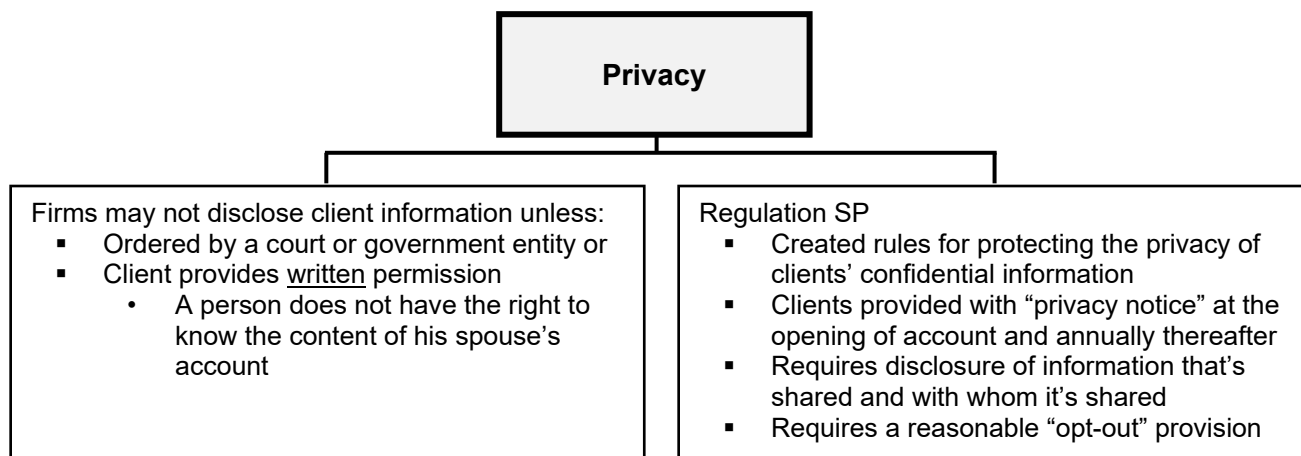 Privacy
Firms may not disclose client information unless:
▪ Ordered by a court or government entity or
▪ Client provides written permission
• A person does not have the right to
know the content of his spouse’s
account
Regulation SP
▪ Created rules for protecting the privacy of
clients’ confidential information
▪ Clients provided with “privacy notice” at the
opening of account and annually thereafter
▪ Requires disclosure of information that’s
shared and with whom it’s shared
▪ Requires a reasonable “opt-out” provision